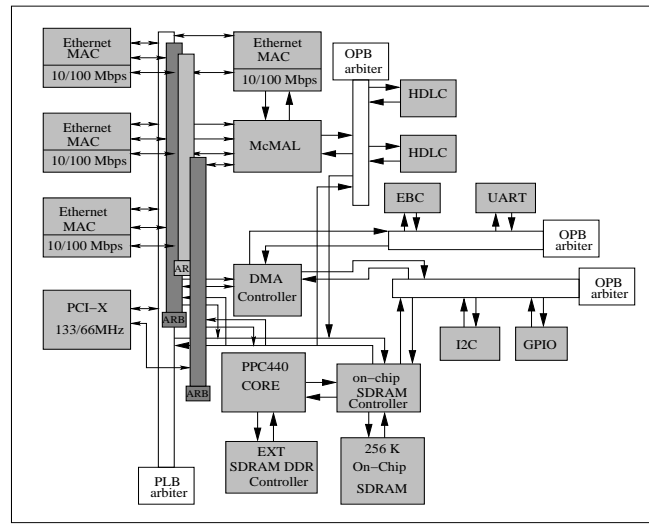 Ethernet
MAC
10/100 Mbps
Ethernet
MAC
10/100 Mbps
OPB
arbiter
HDLC
Ethernet
MAC
10/100 Mbps
McMAL
HDLC
Ethernet
MAC
10/100 Mbps
EBC
UART
OPB
arbiter
AR
DMA
Controller
OPB
arbiter
PCI−X
133/66MHz
ARB
I2C
GPIO
PPC440
CORE
on−chip
SDRAM
Controller
ARB
EXT
SDRAM DDR
Controller
256 K
On−Chip
SDRAM
PLB
arbiter